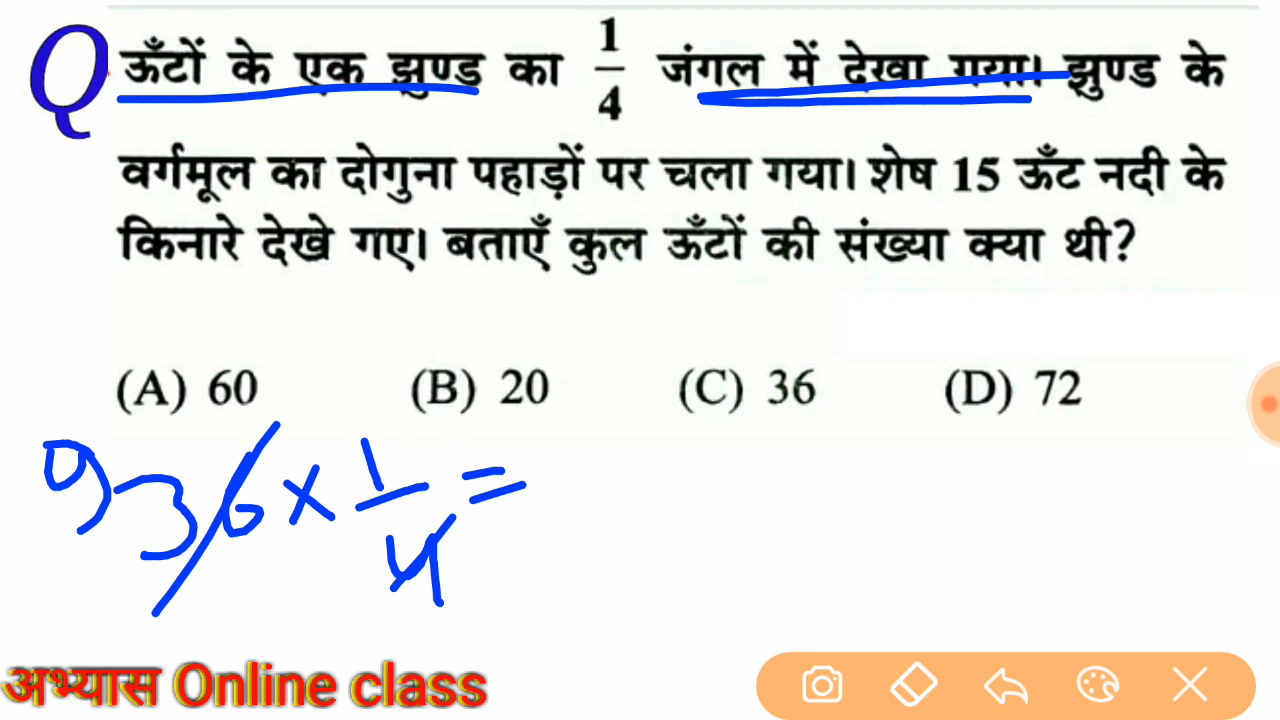 Q ऊँटों के एक झुण्ड का 1/4 जंगल में देखा गया। झुण्ड के
वर्गमूल का दोगुना पहाड़ों पर चला गया। शेष 15 ऊँट नदी के
किनारे देखे गए। बताएँ कुल ऊँटों की संख्या क्या थी?
(A) 60 (B) 20 (C) 36 (D) 72
9 36 × 1/4 =
अभ्यास Online class